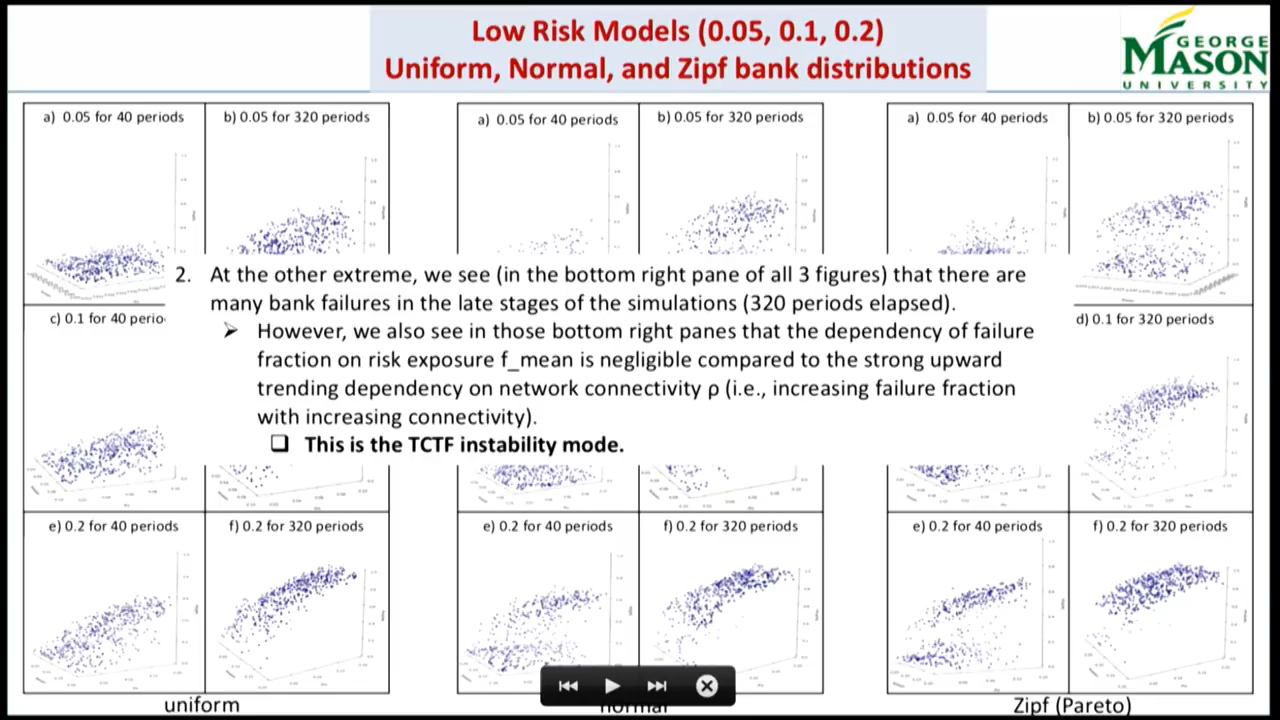 Low Risk Models (0.05, 0.1, 0.2)
Uniform, Normal, and Zipf bank distributions
GEORGE
MASON
UNIVERSITY
a) 0.05 for 40 periods
b) 0.05 for 320 periods
a) 0.05 for 40 periods
b) 0.05 for 320 periods
a) 0.05 for 40 periods
b) 0.05 for 320 periods
2. At the other extreme, we see (in the bottom right pane of all 3 figures) that there are
many bank failures in the late stages of the simulations (320 periods elapsed).
c) 0.1 for 40 perio
d) 0.1 for 320 periods
➢ However, we also see in those bottom right panes that the dependency of failure
fraction on risk exposure f_mean is negligible compared to the strong upward
trending dependency on network connectivity ρ (i.e., increasing failure fraction
with increasing connectivity).
❑ This is the TCTF instability mode.
e) 0.2 for 40 periods
f) 0.2 for 320 periods
e) 0.2 for 40 periods
f) 0.2 for 320 periods
e) 0.2 for 40 periods
f) 0.2 for 320 periods
uniform
normal
Zipf (Pareto)